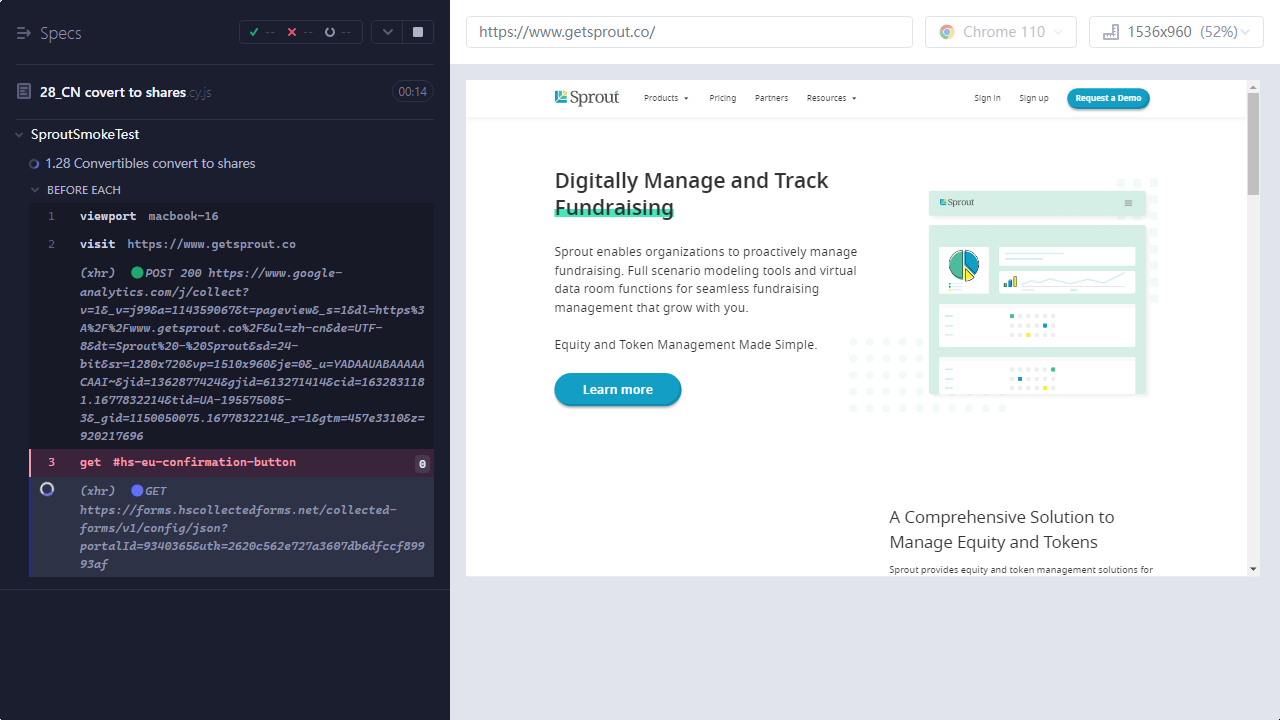 Specs
--
--
--
28_CN covert to shares.cy.js
00:14
SproutSmokeTest
1.28 Convertibles convert to shares
BEFORE EACH
1 viewport macbook-16
2 visit https://www.getsprout.co
(xhr) POST 200 https://www.google-
analytics.com/j/collect?
v=1&_v=j99&a=114359067&t=pageview&_s=1&dl=https%3
A%2F%2Fwww.getsprout.co%2F&ul=zh-cn&de=UTF-
8&dt=Sprout%20-%20Sprout&sd=24-
bit&sr=1280x720&vp=1510x960&je=0&_u=YADAAUABAAAAA
CAAI~&jid=1362877424&gjid=613271414&cid=163283118
1.1677832214&tid=UA-195575085-
3&_gid=1150050075.1677832214&_r=1&gtm=457e3310&z=
920217696
3 get #hs-eu-confirmation-button 0
(xhr) GET
https://forms.hscollectedforms.net/collected-
forms/v1/config/json?
portalId=9340365&utk=2620c562e727a3607db6dfccf899
93af
https://www.getsprout.co/
Chrome 110
1536x960 (52%)
Sprout
Products
Pricing
Partners
Resources
Sign in
Sign up
Request a Demo
Digitally Manage and Track
Fundraising
Sprout enables organizations to proactively manage
fundraising. Full scenario modeling tools and virtual
data room functions for seamless fundraising
management that grow with you.
Equity and Token Management Made Simple.
Learn more
Sprout
A Comprehensive Solution to
Manage Equity and Tokens
Sprout provides equity and token management solutions for